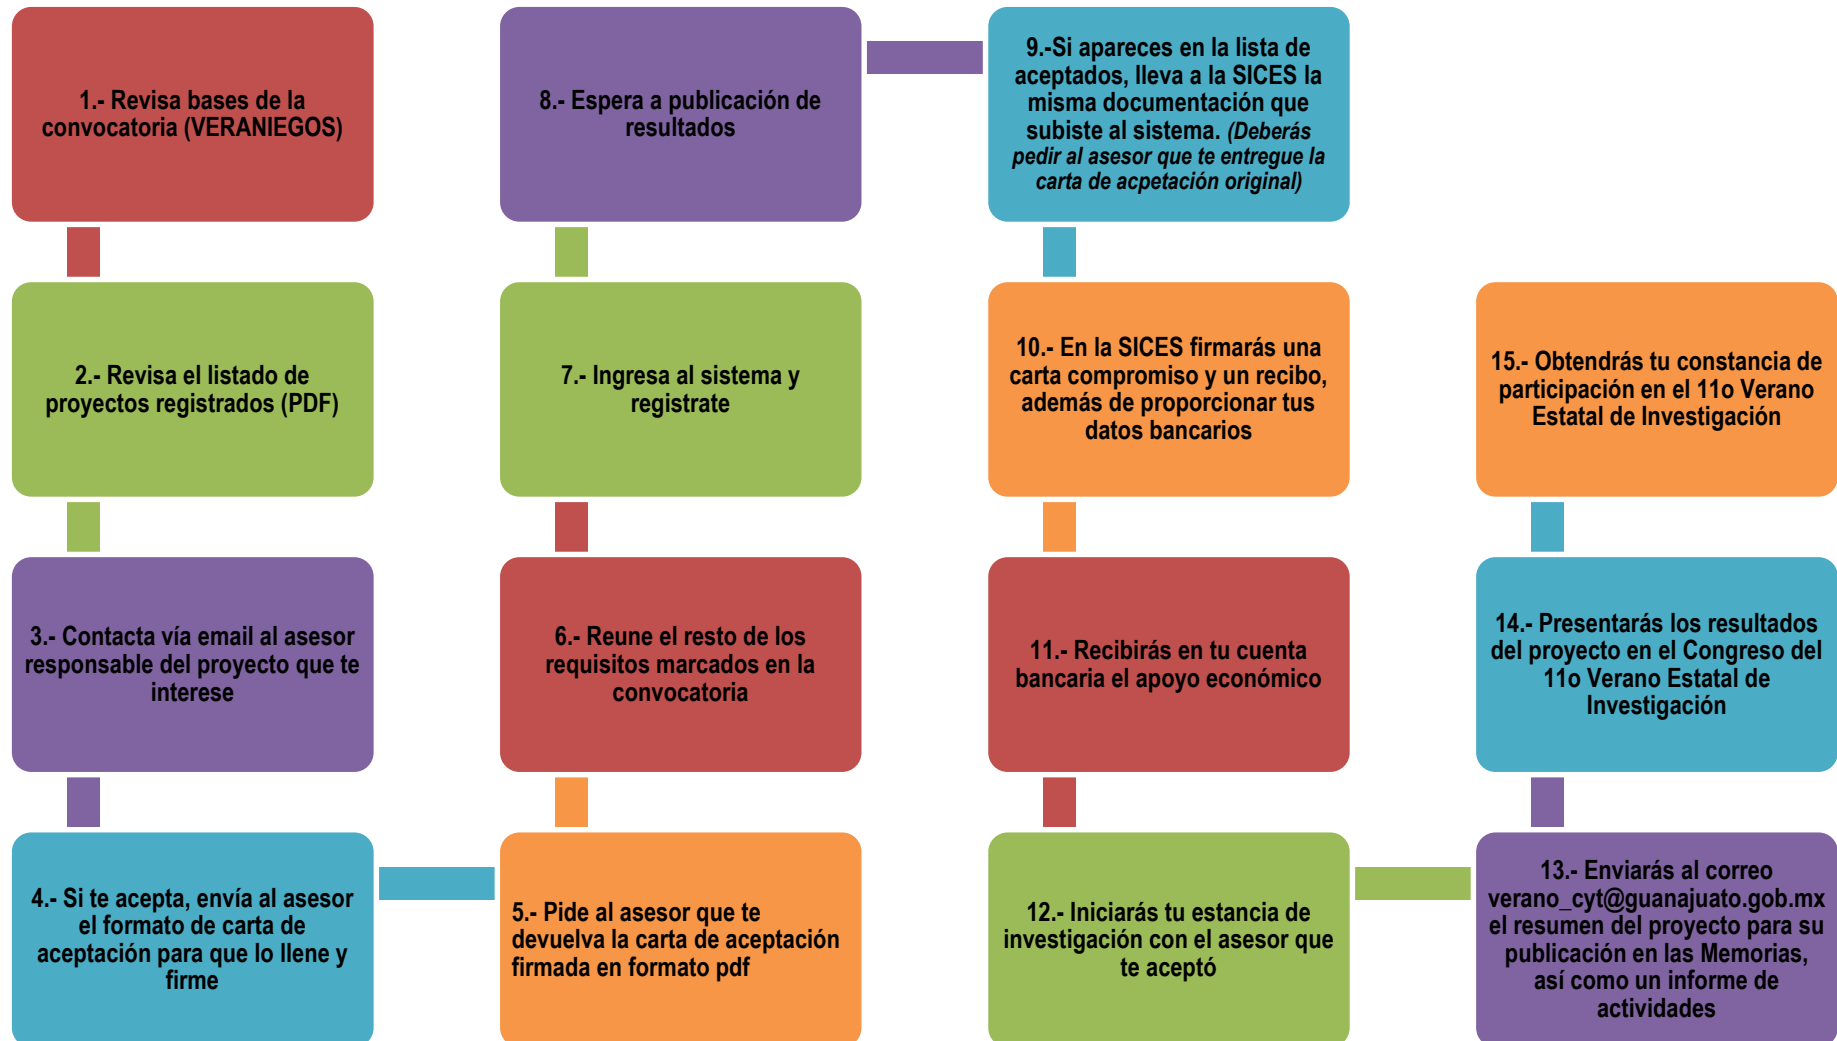 1.- Revisa bases de la
convocatoria (VERANIEGOS)
2.- Revisa el listado de
proyectos registrados (PDF)
3.- Contacta vía email al asesor
responsable del proyecto que te
interese
4.- Si te acepta, envía al asesor
el formato de carta de
aceptación para que lo llene y
firme
5.- Pide al asesor que te
devuelva la carta de aceptación
firmada en formato pdf
6.- Reune el resto de los
requisitos marcados en la
convocatoria
7.- Ingresa al sistema y
registrate
8.- Espera a publicación de
resultados
9.-Si apareces en la lista de
aceptados, lleva a la SICES la
misma documentación que
subiste al sistema. (Deberás
pedir al asesor que te entregue la
carta de acpetación original)
10.- En la SICES firmarás una
carta compromiso y un recibo,
además de proporcionar tus
datos bancarios
11.- Recibirás en tu cuenta
bancaria el apoyo económico
12.- Iniciarás tu estancia de
investigación con el asesor que
te aceptó
13.- Enviarás al correo
verano_cyt@guanajuato.gob.mx
el resumen del proyecto para su
publicación en las Memorias,
así como un informe de
actividades
14.- Presentarás los resultados
del proyecto en el Congreso del
11o Verano Estatal de
Investigación
15.- Obtendrás tu constancia de
participación en el 11o Verano
Estatal de Investigación